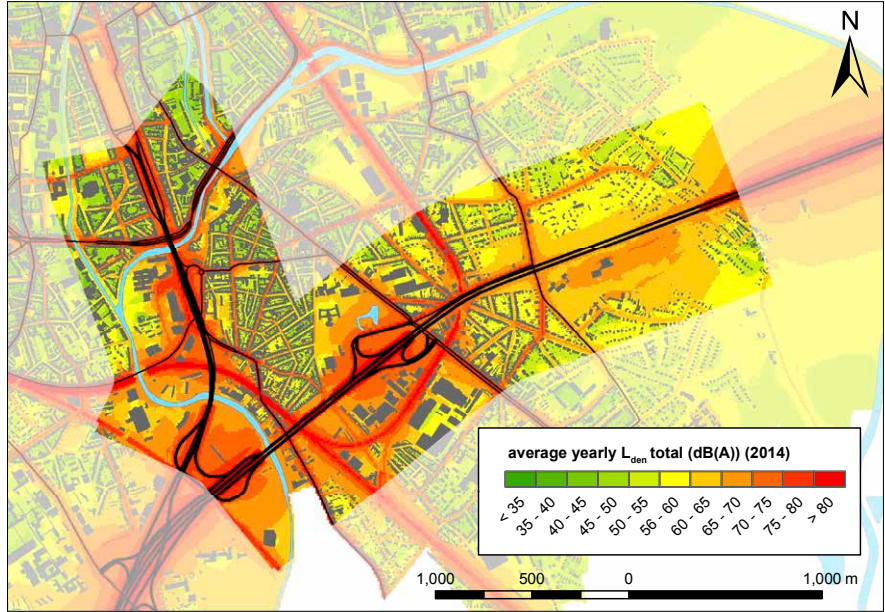 N
average yearly Lden total (dB(A)) (2014)
< 35
35 - 40
40 - 45
45 - 50
50 - 55
56 - 60
60 - 65
65 - 70
70 - 75
75 - 80
> 80
1,000 500 0 1,000 m